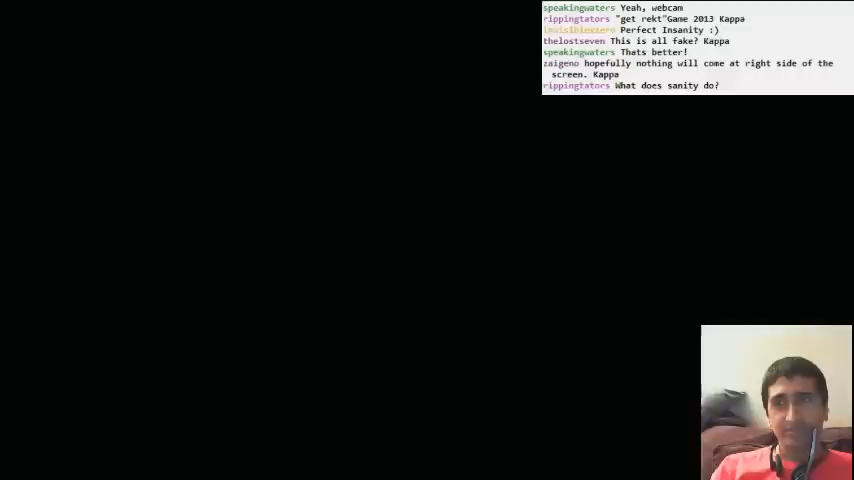 speakingwaters Yeah, webcam
rippingtators "get rekt"Game 2013 Kappa
invisiblezzero Perfect Insanity :)
thelostseven This is all fake? Kappa
speakingwaters Thats better!
zaigeno hopefully nothing will come at right side of the
screen. Kappa
rippingtators What does sanity do?